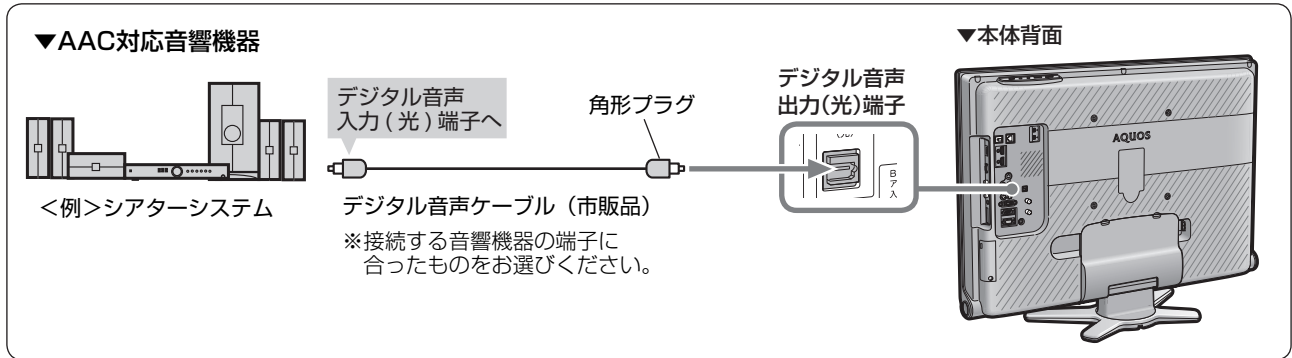 ▼AAC対応音響機器
▼本体背面
デジタル音声
入力(光)端子へ
角形プラグ
デジタル音声
出力(光)端子
AQUOS
B
ア
入
<例>シアターシステム
デジタル音声ケーブル（市販品）
※接続する音響機器の端子に
合ったものをお選びください。